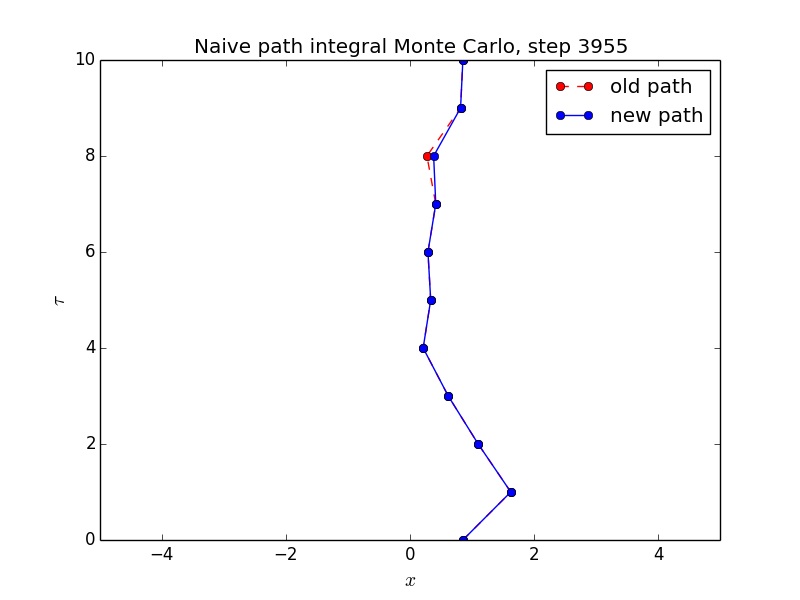 Naive path integral Monte Carlo, step 3955
old path
new path
10
8
6
4
2
0
τ
−4
−2
0
2
4
x